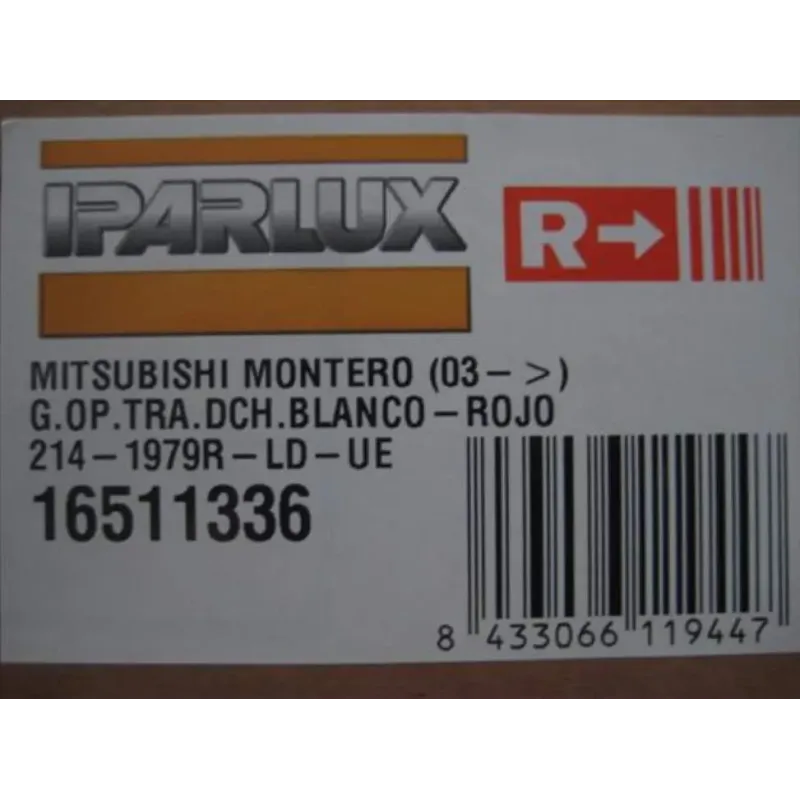 IPARLUX
R→
MITSUBISHI MONTERO (03->)
G.OP.TRA.DCH.BLANCO-ROJO
214-1979R-LD-UE
16511336
8 433066 119447